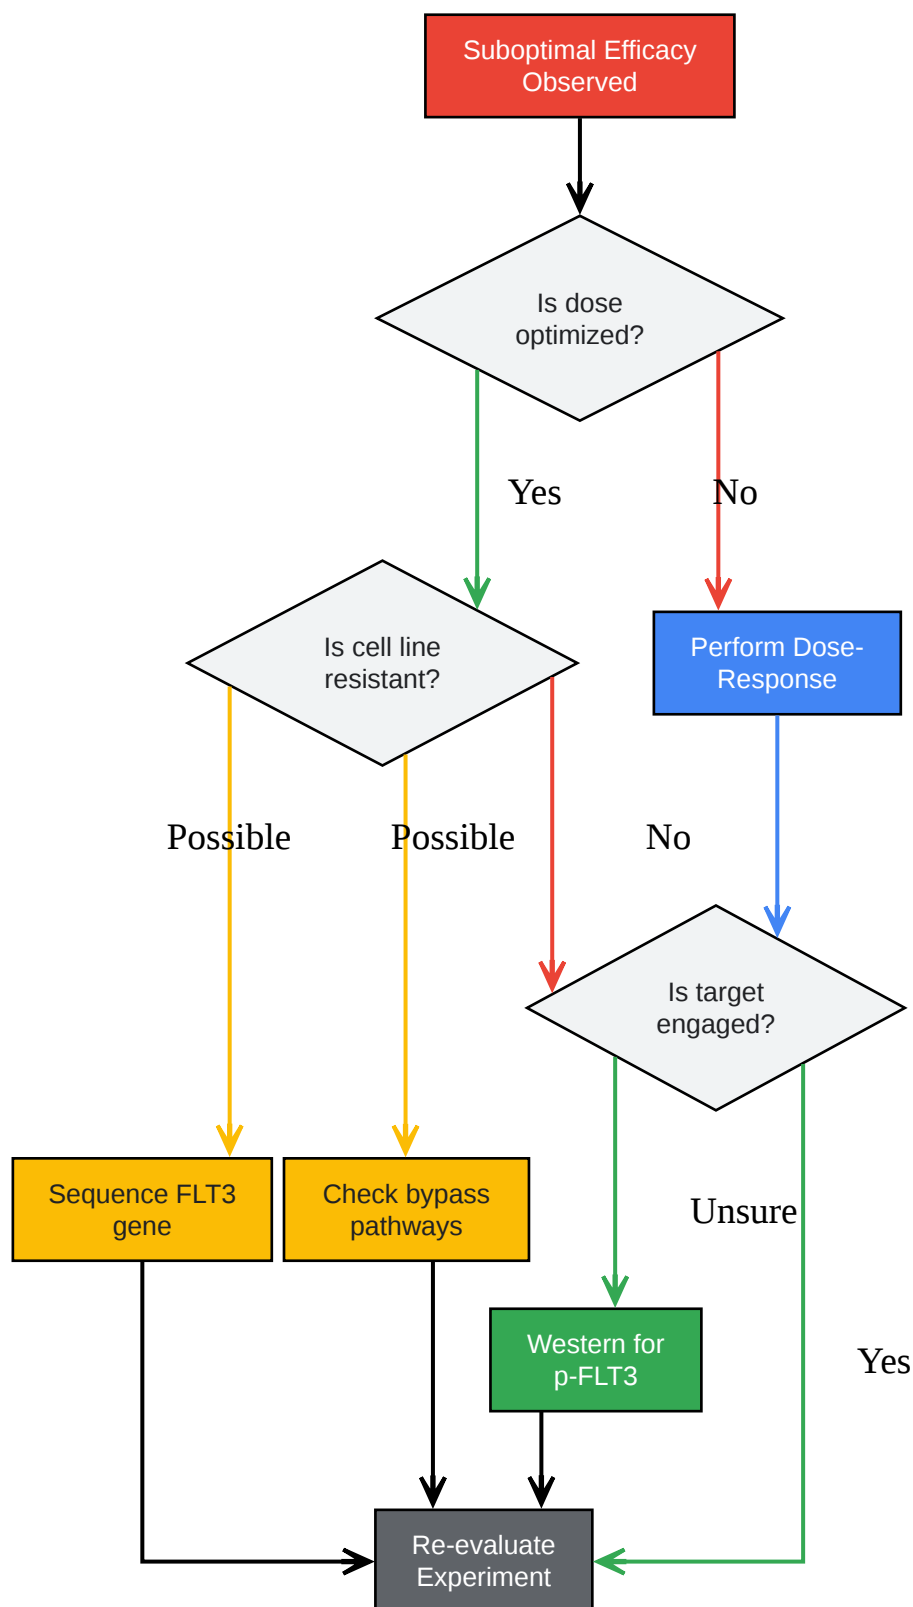 Suboptimal Efficacy
Observed
Is dose
optimized?
Yes
No
Is cell line
resistant?
Perform Dose-
Response
Possible
Possible
No
Is target
engaged?
Sequence FLT3
gene
Check bypass
pathways
Unsure
Western for
p-FLT3
Yes
Re-evaluate
Experiment